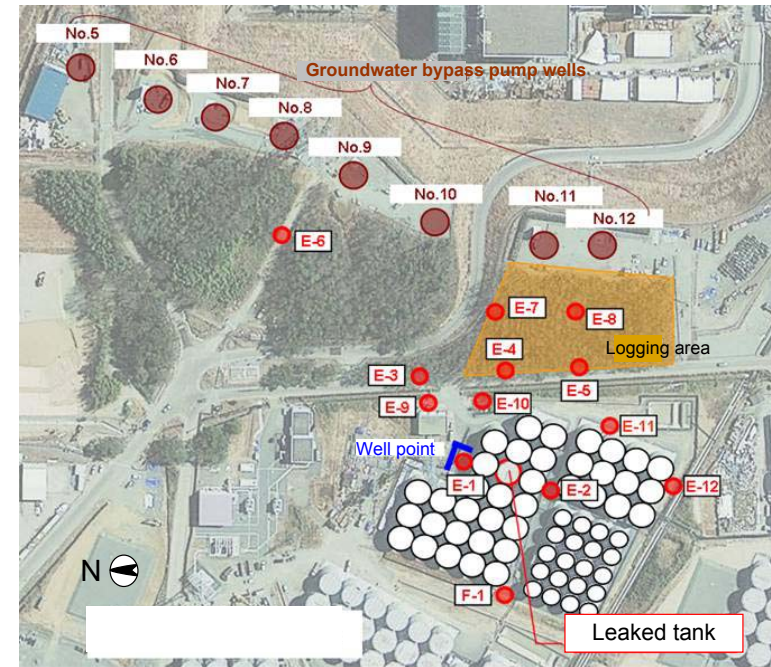 No.5
No.6
No.7
Groundwater bypass pump wells
No.8
No.9
No.10
No.11
No.12
E-6
E-7
E-8
Logging area
E-4
E-5
E-3
E-9
E-10
E-11
Well point
E-1
E-2
E-12
N
F-1
Leaked tank